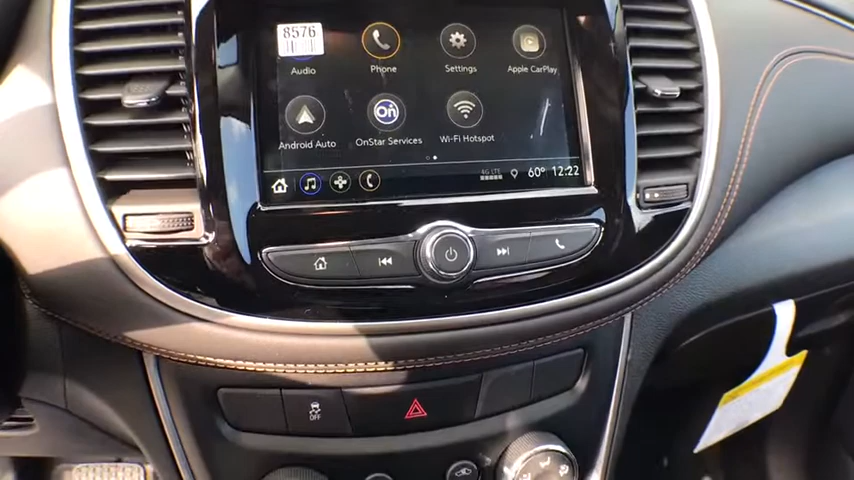 8576
Audio
Phone
Settings
Apple CarPlay
On
Android Auto
OnStar Services
Wi-Fi Hotspot
4G LTE
60°
12:22
OFF